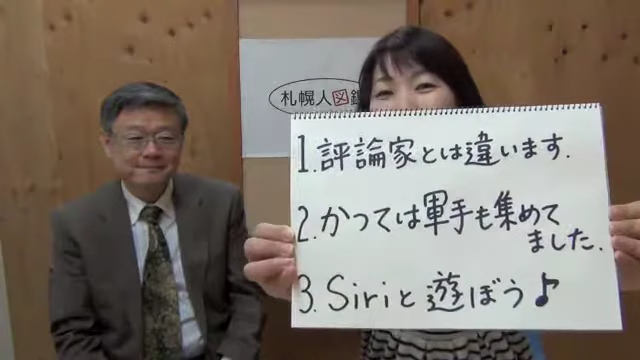 札幌人図鑑
1.評論家とは違います.
2.かつては軍手も集めて
ました.
3.Siriと遊ぼう♪